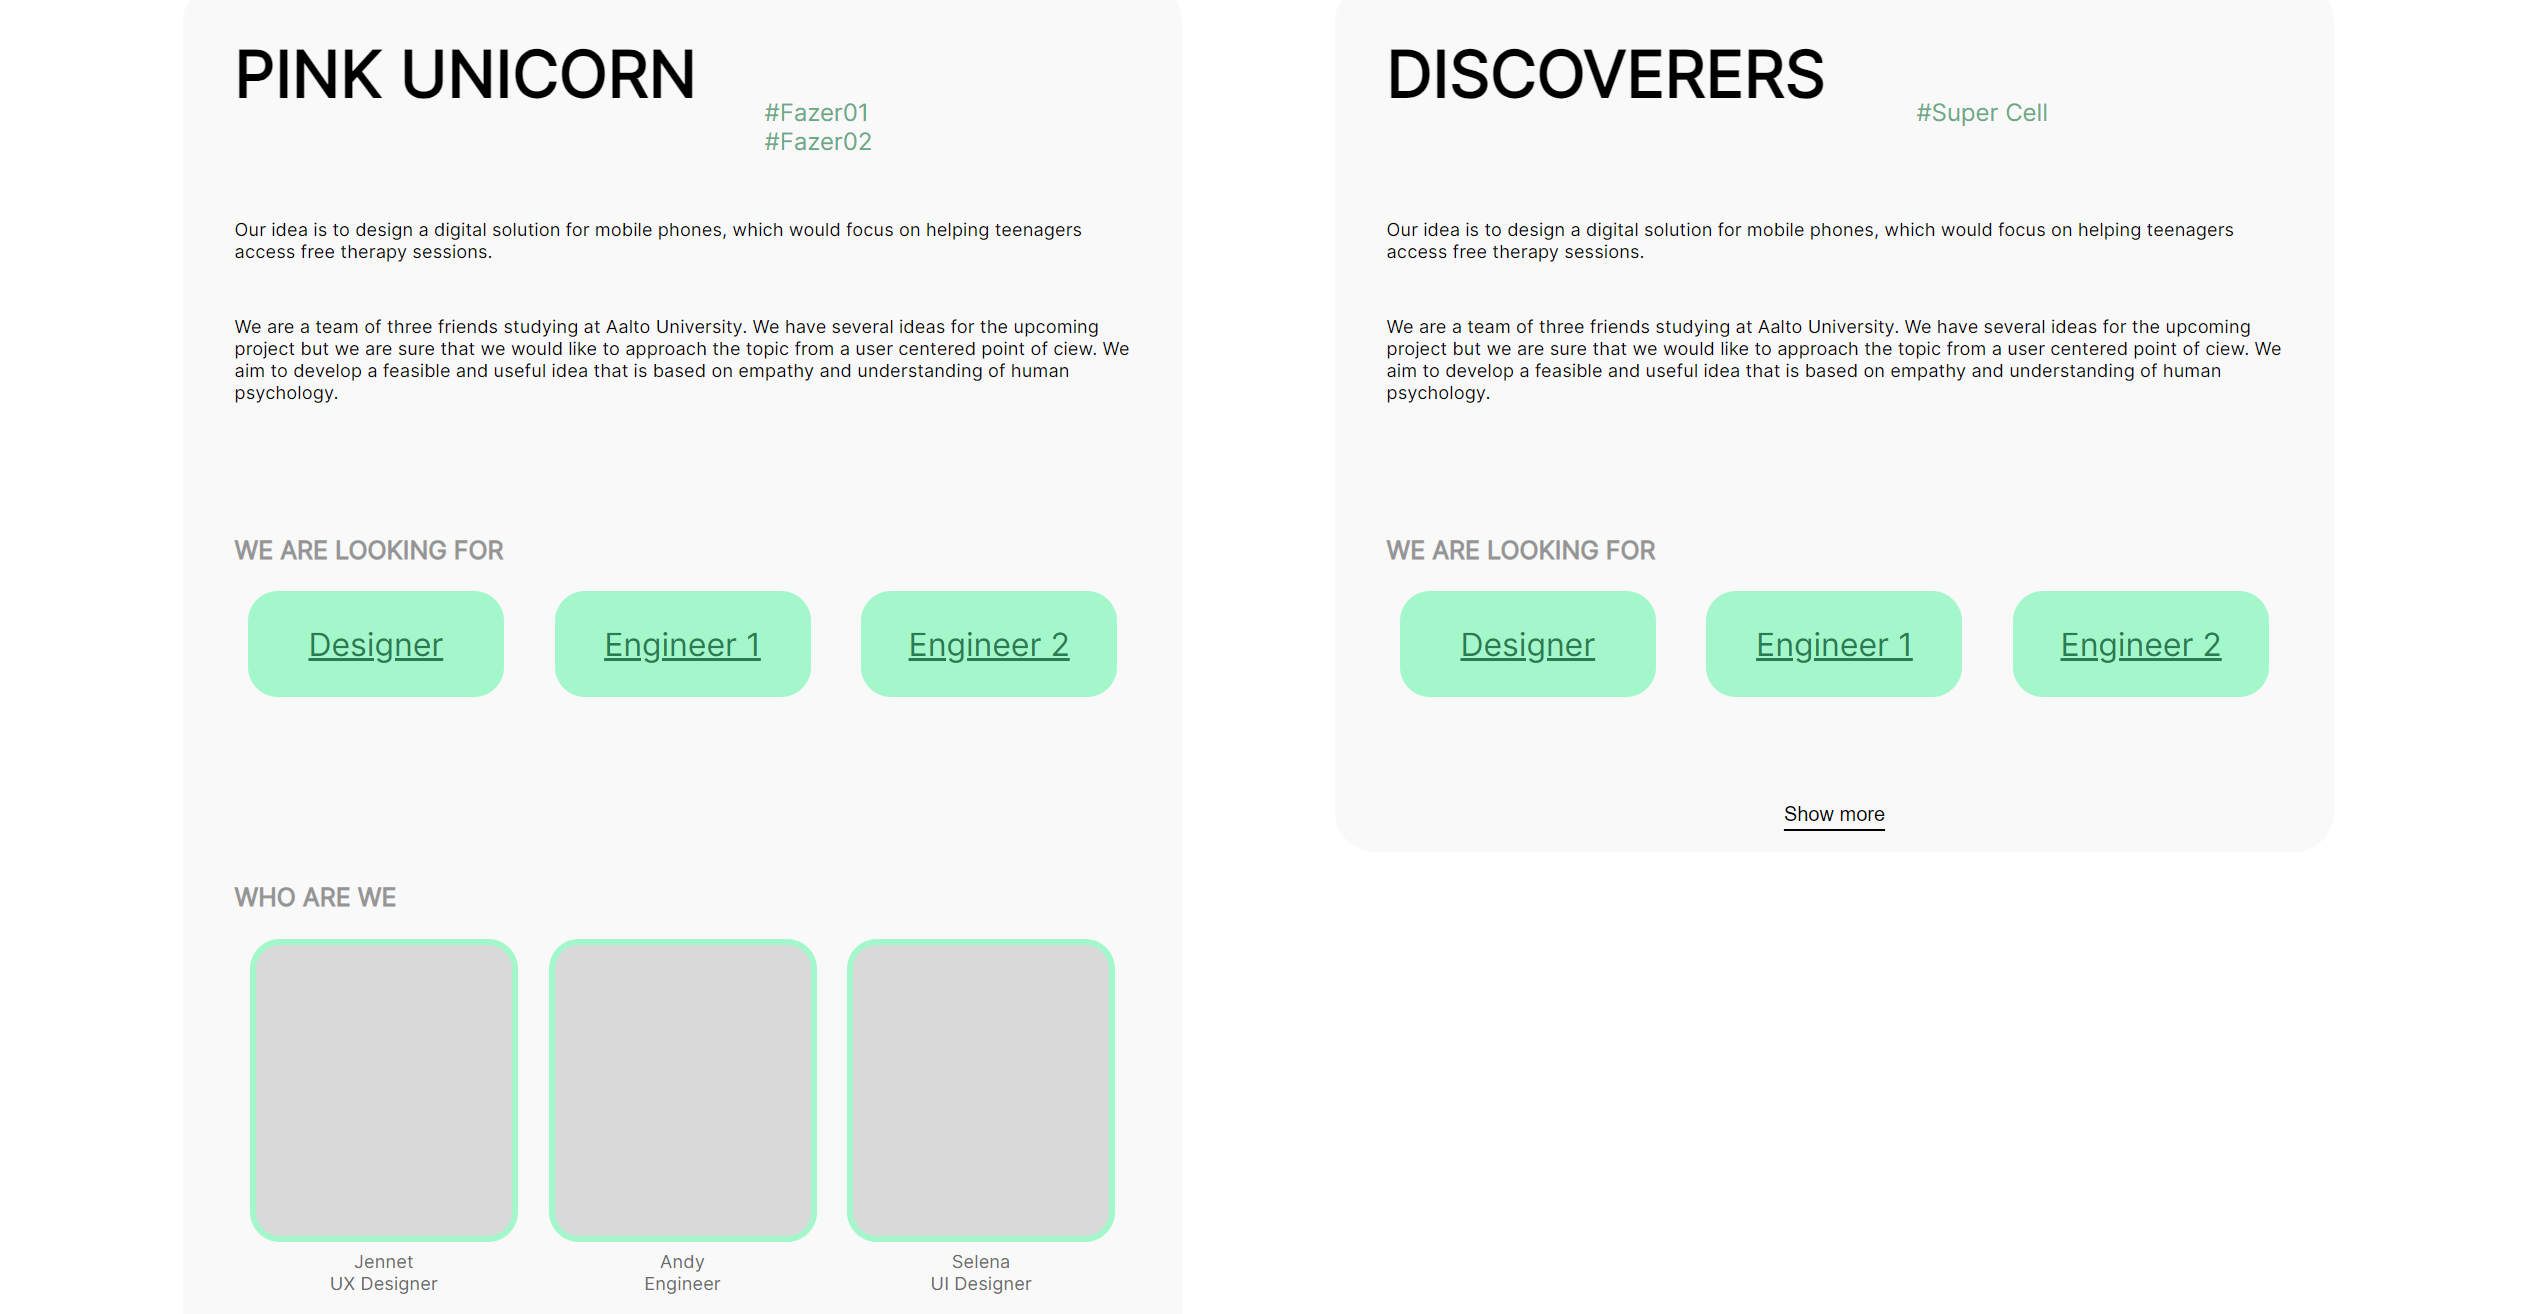 PINK UNICORN
#Fazer01
#Fazer02
Our idea is to design a digital solution for mobile phones, which would focus on helping teenagers
access free therapy sessions.
We are a team of three friends studying at Aalto University. We have several ideas for the upcoming
project but we are sure that we would like to approach the topic from a user centered point of ciew. We
aim to develop a feasible and useful idea that is based on empathy and understanding of human
psychology.
WE ARE LOOKING FOR
Designer
Engineer 1
Engineer 2
WHO ARE WE
Jennet
UX Designer
Andy
Engineer
Selena
UI Designer
DISCOVERERS
#Super Cell
Our idea is to design a digital solution for mobile phones, which would focus on helping teenagers
access free therapy sessions.
We are a team of three friends studying at Aalto University. We have several ideas for the upcoming
project but we are sure that we would like to approach the topic from a user centered point of ciew. We
aim to develop a feasible and useful idea that is based on empathy and understanding of human
psychology.
WE ARE LOOKING FOR
Designer
Engineer 1
Engineer 2
Show more